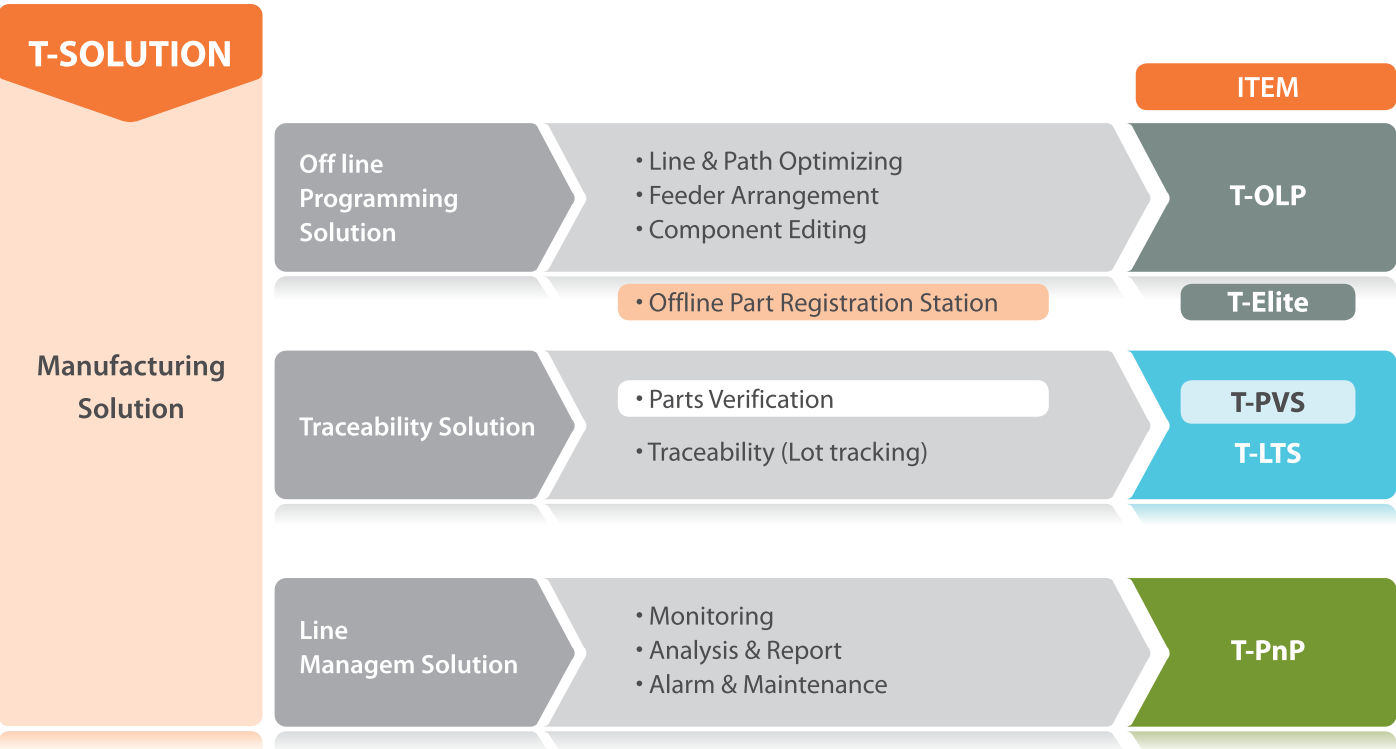 T-SOLUTION
Manufacturing
Solution
ITEM
Off line
Programming
Solution
• Line & Path Optimizing
• Feeder Arrangement
• Component Editing
T-OLP
• Offline Part Registration Station
T-Elite
Traceability Solution
• Parts Verification
• Traceability (Lot tracking)
T-PVS
T-LTS
Line
Managem Solution
• Monitoring
• Analysis & Report
• Alarm & Maintenance
T-PnP